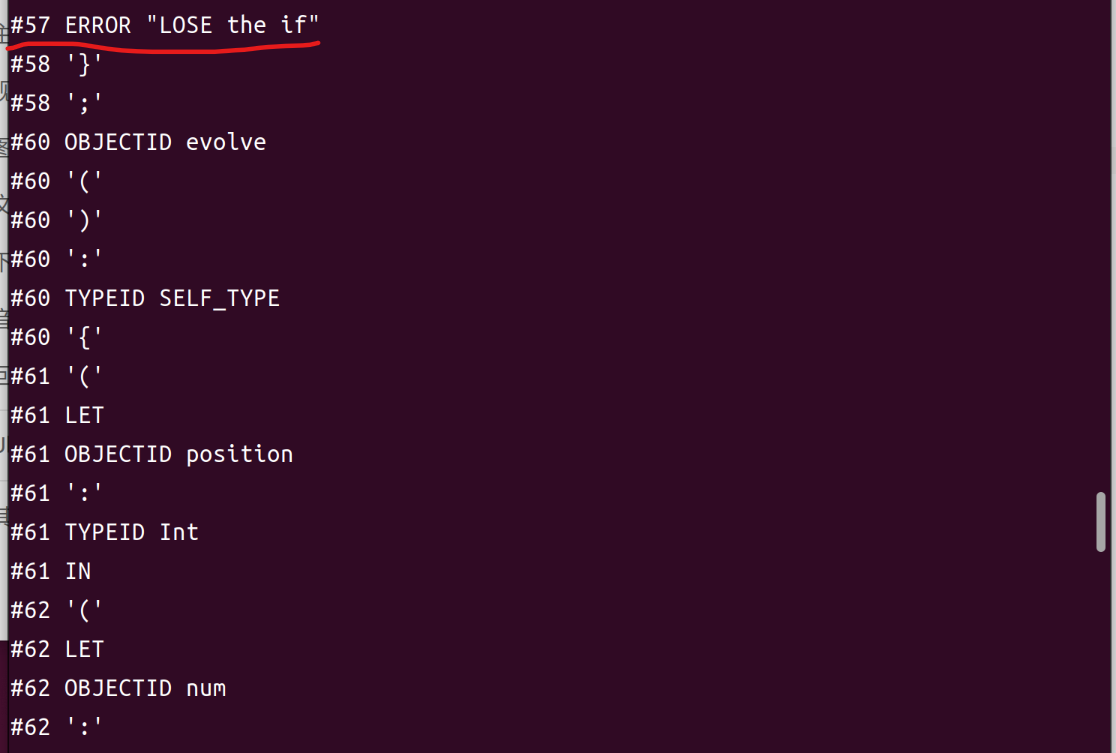 #57 ERROR "LOSE the if"
#58 '}'
#58 ';'
#60 OBJECTID evolve
#60 '('
#60 ')'
#60 ':'
#60 TYPEID SELF_TYPE
#60 '{'
#61 '('
#61 LET
#61 OBJECTID position
#61 ':'
#61 TYPEID Int
#61 IN
#62 '('
#62 LET
#62 OBJECTID num
#62 ':'